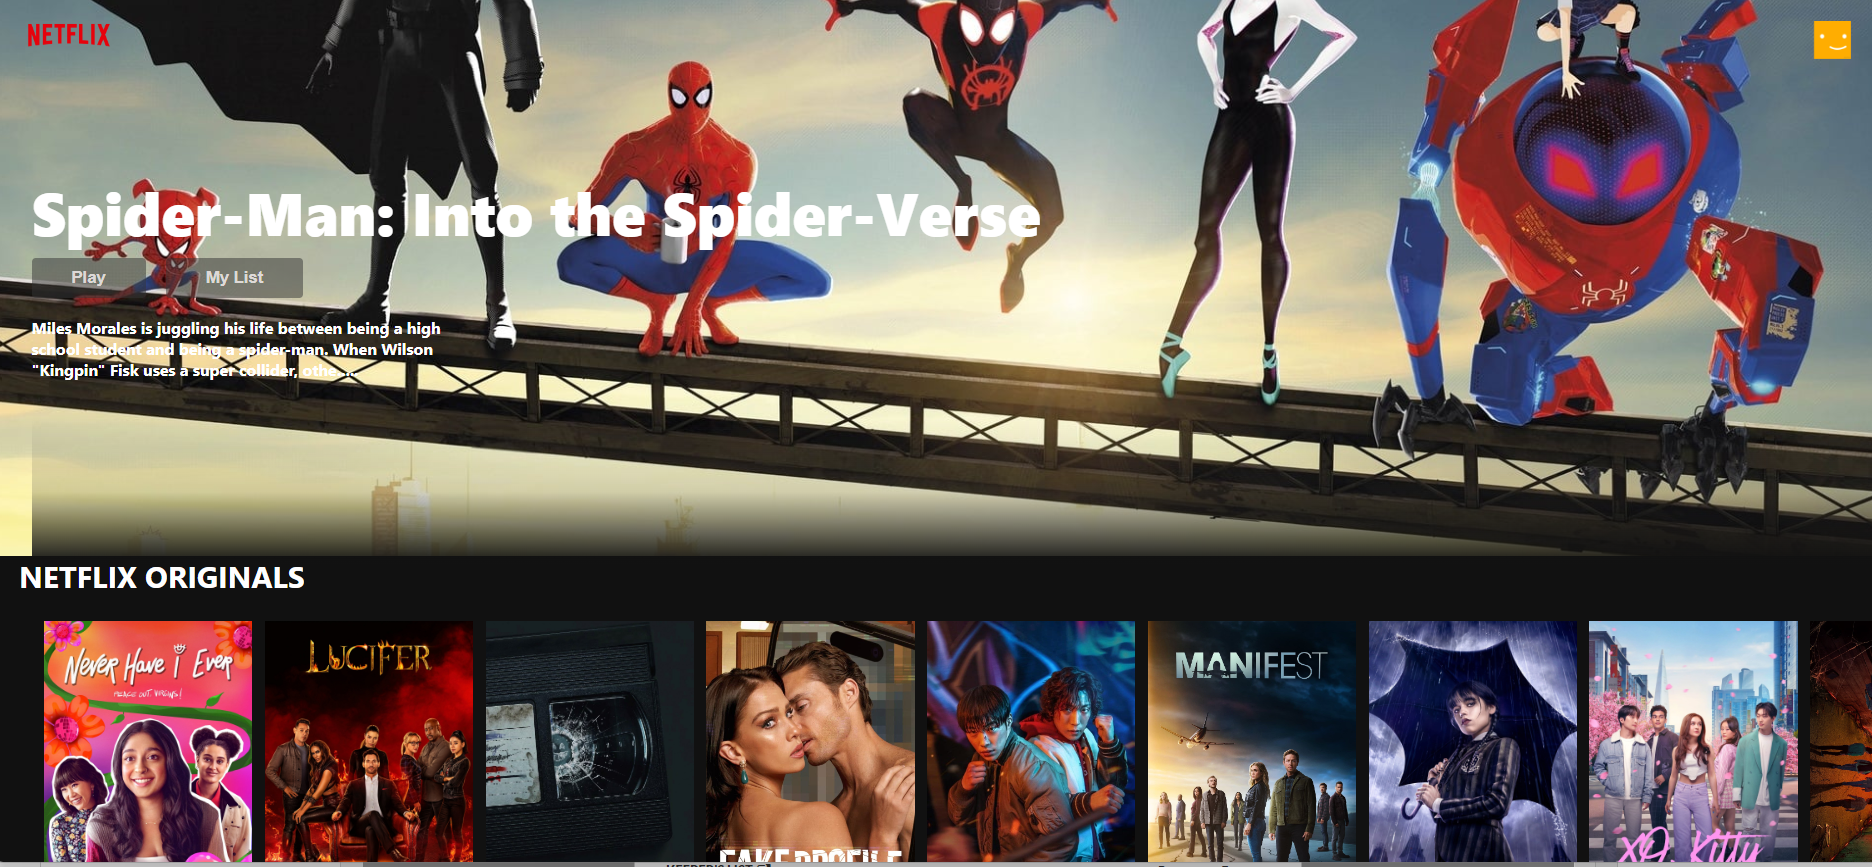 NETFLIX
Spider-Man: Into the Spider-Verse
Play
My List
Miles Morales is juggling his life between being a high
school student and being a spider-man. When Wilson
"Kingpin" Fisk uses a super collider, othe....
NETFLIX ORIGINALS
Never Have i Ever
PEACE OUT, VIRGINS!
LUCIFER
FAKE PROFILE
MANIFEST
XO, Kitty